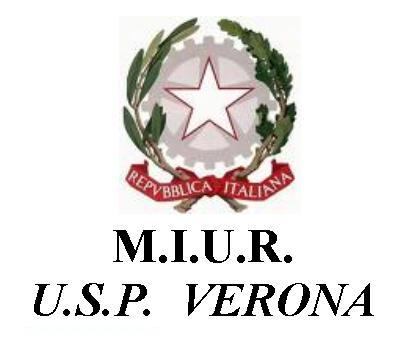 REPVBBLICA ITALIANA
M.I.U.R.
U.S.P. VERONA